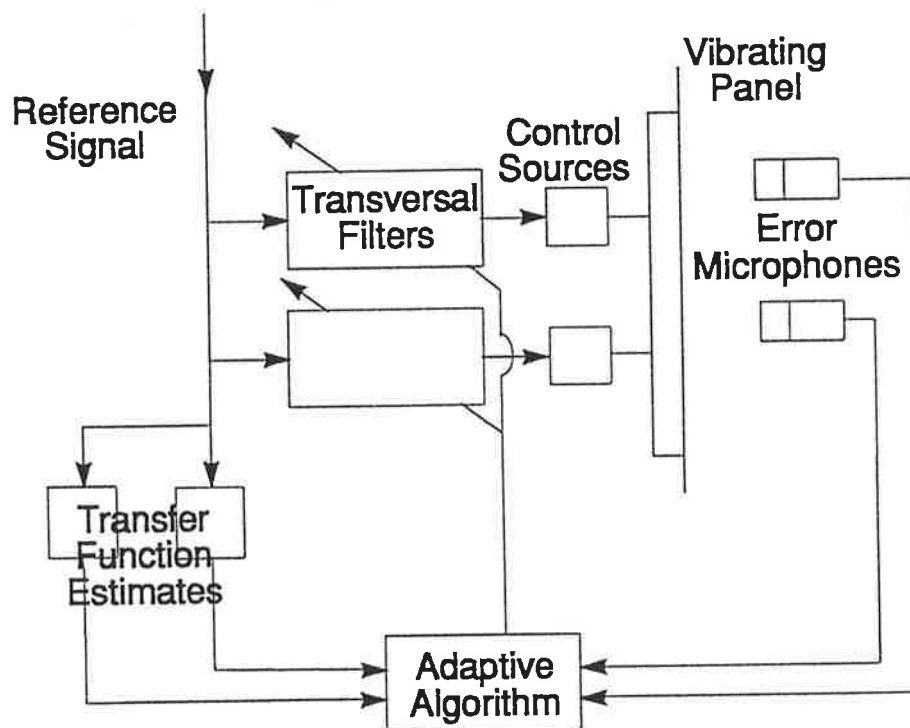 Reference
Signal
Transversal
Filters
Control
Sources
Vibrating
Panel
Error
Microphones
Transfer
Function
Estimates
Adaptive
Algorithm